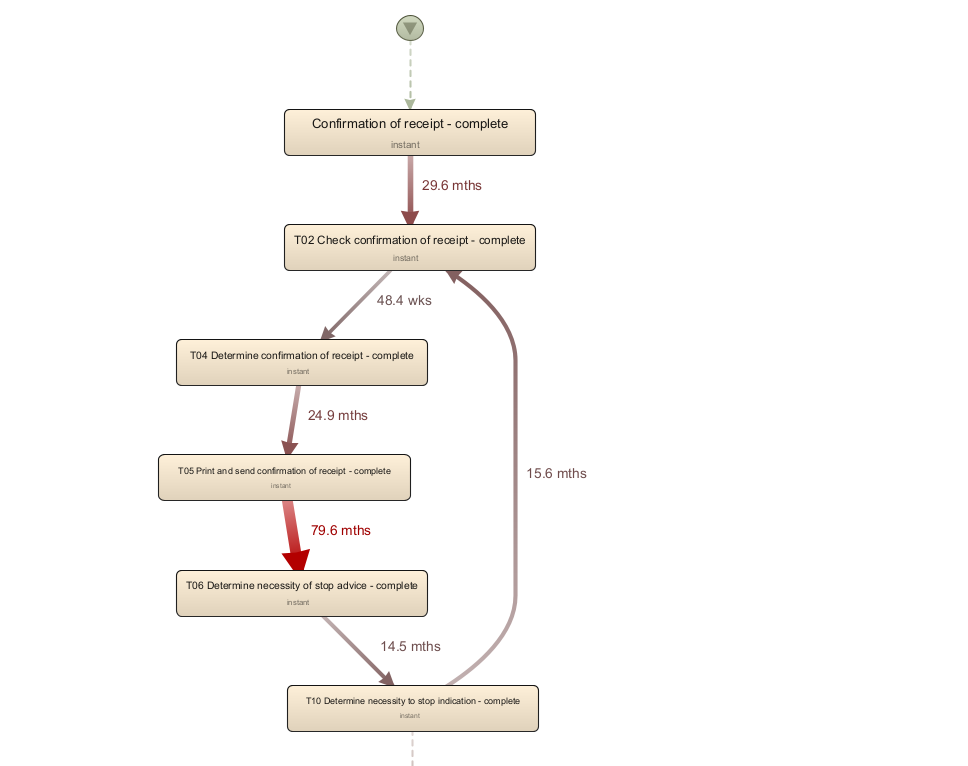 Confirmation of receipt - complete
instant
29.6 mths
T02 Check confirmation of receipt - complete
instant
48.4 wks
T04 Determine confirmation of receipt - complete
instant
24.9 mths
T05 Print and send confirmation of receipt - complete
instant
15.6 mths
79.6 mths
T06 Determine necessity of stop advice - complete
instant
14.5 mths
T10 Determine necessity to stop indication - complete
instant